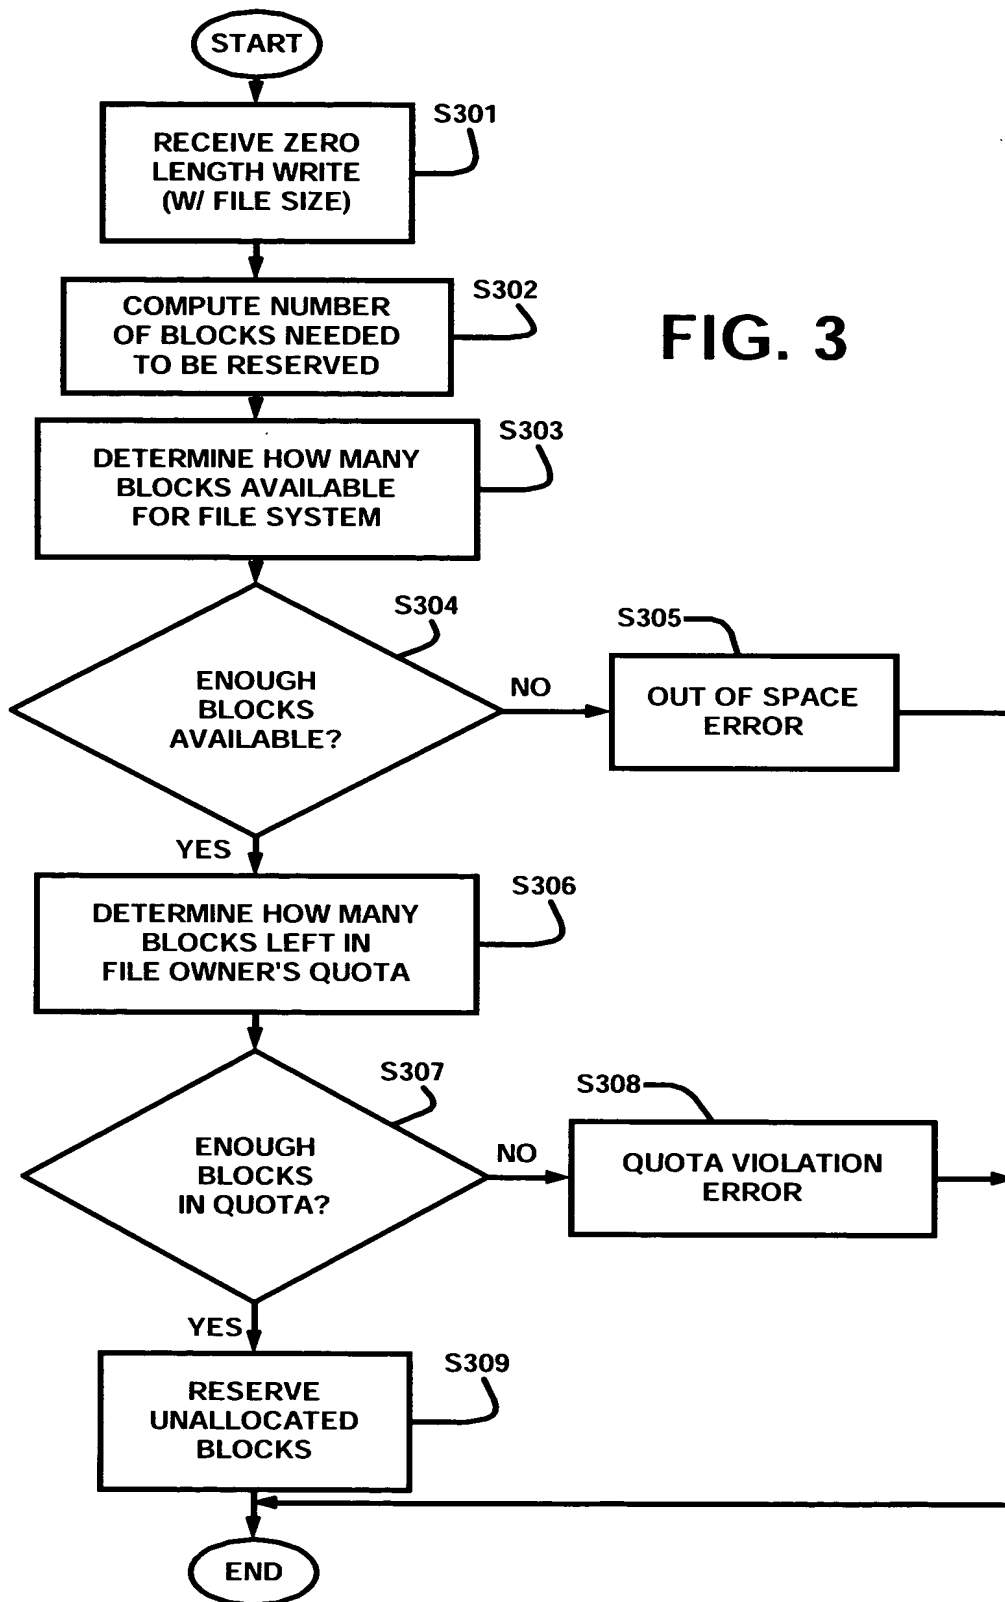 START
S301
RECEIVE ZERO
LENGTH WRITE
(W/ FILE SIZE)
S302
COMPUTE NUMBER
OF BLOCKS NEEDED
TO BE RESERVED
FIG. 3
S303
DETERMINE HOW MANY
BLOCKS AVAILABLE
FOR FILE SYSTEM
S304
ENOUGH
BLOCKS
AVAILABLE?
NO
S305
OUT OF SPACE
ERROR
YES
S306
DETERMINE HOW MANY
BLOCKS LEFT IN
FILE OWNER'S QUOTA
S307
ENOUGH
BLOCKS
IN QUOTA?
NO
S308
QUOTA VIOLATION
ERROR
YES
S309
RESERVE
UNALLOCATED
BLOCKS
END